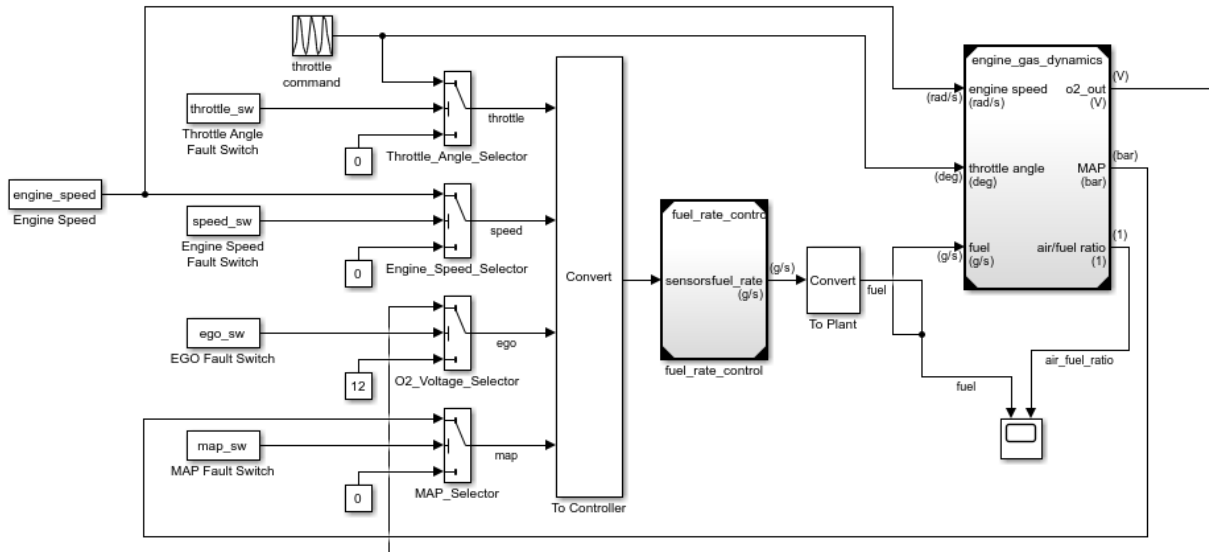 throttle
command
throttle_sw
Throttle Angle
Fault Switch
0
Throttle_Angle_Selector
throttle
engine_speed
Engine Speed
speed_sw
Engine Speed
Fault Switch
0
Engine_Speed_Selector
speed
ego_sw
EGO Fault Switch
12
O2_Voltage_Selector
ego
map_sw
MAP Fault Switch
0
MAP_Selector
map
Convert
To Controller
fuel_rate_contro
sensors
fuel_rate
(g/s)
fuel_rate_control
(g/s)
Convert
To Plant
fuel
engine_gas_dynamics
(rad/s)
engine speed
(rad/s)
o2_out
(V)
(V)
(deg)
throttle angle
(deg)
MAP
(bar)
(bar)
(g/s)
fuel
(g/s)
air/fuel ratio
(1)
(1)
air_fuel_ratio
fuel